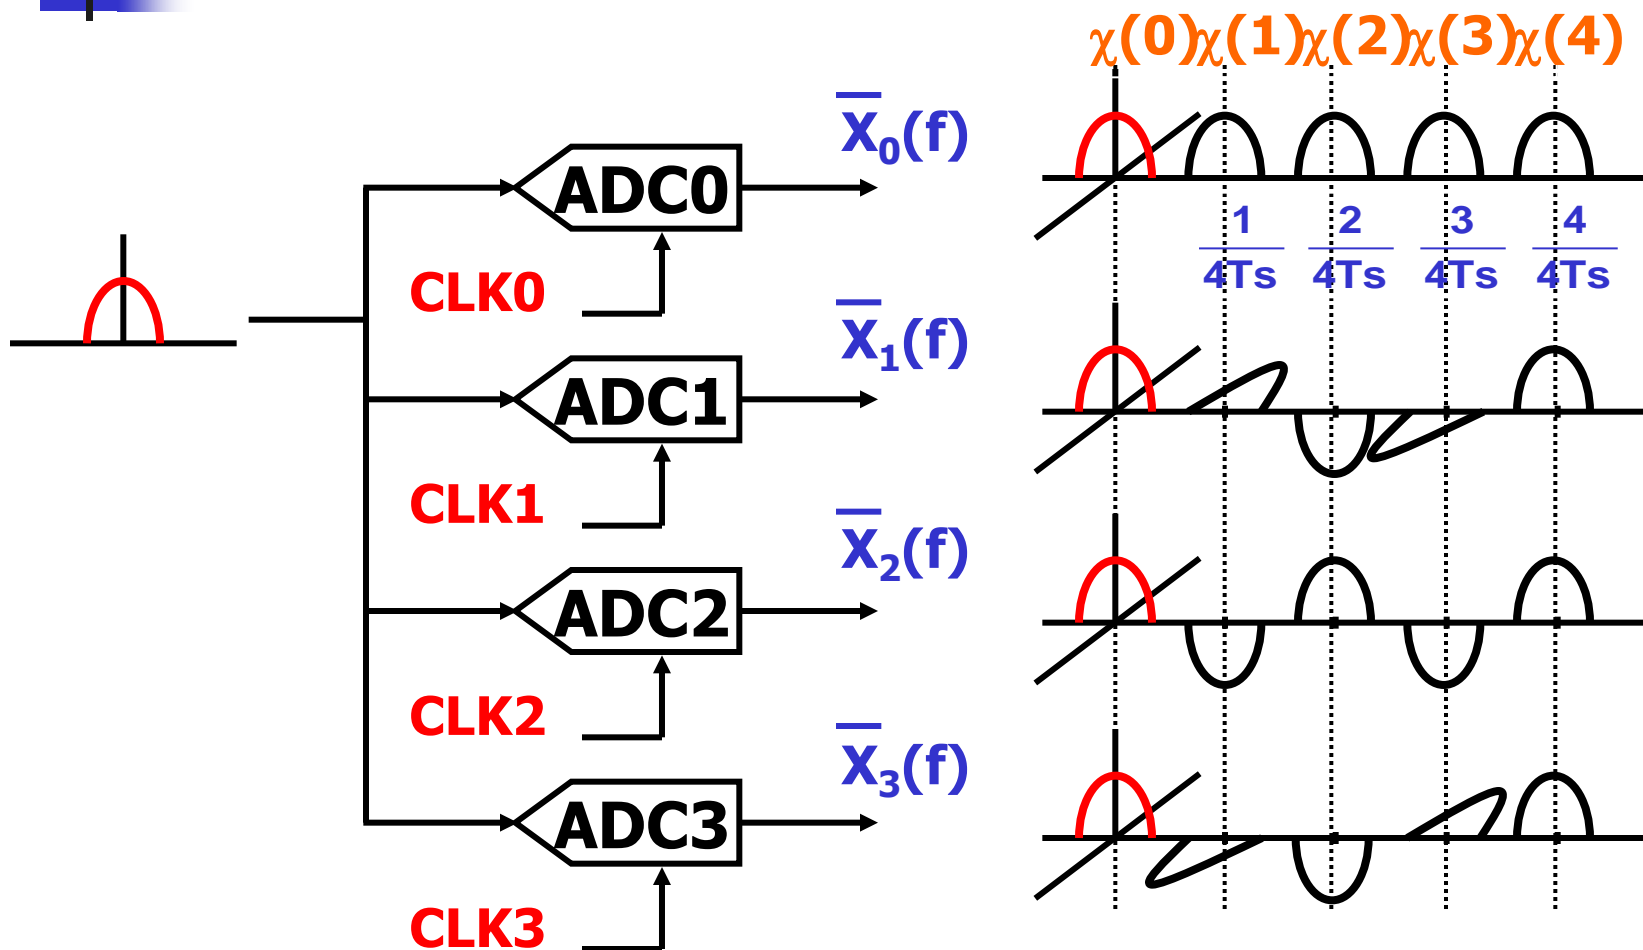 χ(0) χ(1) χ(2) χ(3) χ(4)
X̅₀(f)
ADC0
CLK0
1/4Ts 2/4Ts 3/4Ts 4/4Ts
X̅₁(f)
ADC1
CLK1
X̅₂(f)
ADC2
CLK2
X̅₃(f)
ADC3
CLK3